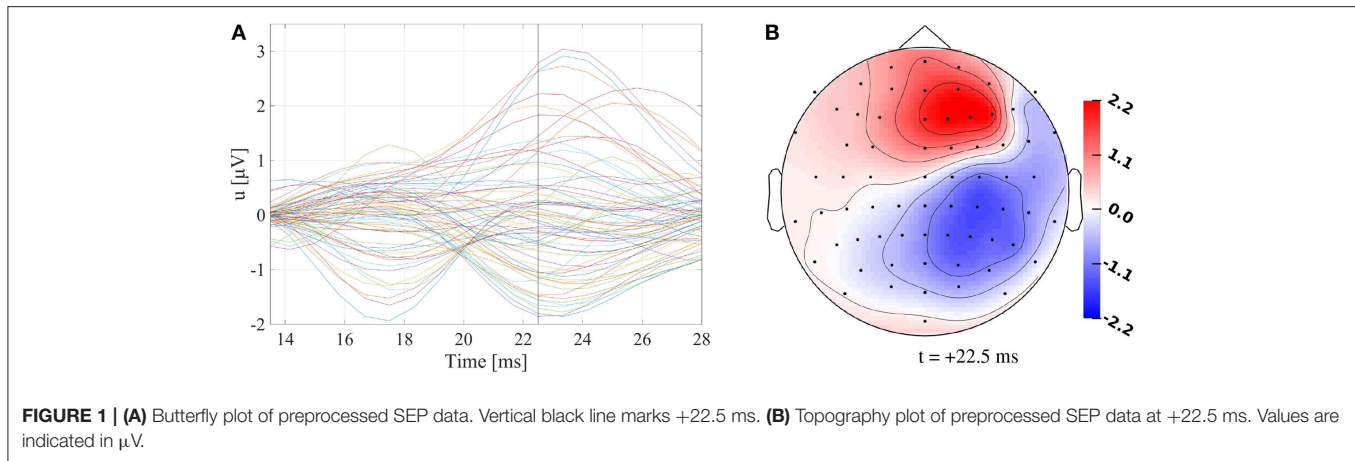 A
B
3
2
1
0
-1
-2
u [μV]
14 16 18 20 22 24 26 28
Time [ms]
2.2
1.1
0.0
-1.1
-2.2
t = +22.5 ms
FIGURE 1 | (A) Butterfly plot of preprocessed SEP data. Vertical black line marks +22.5 ms. (B) Topography plot of preprocessed SEP data at +22.5 ms. Values are
indicated in μV.